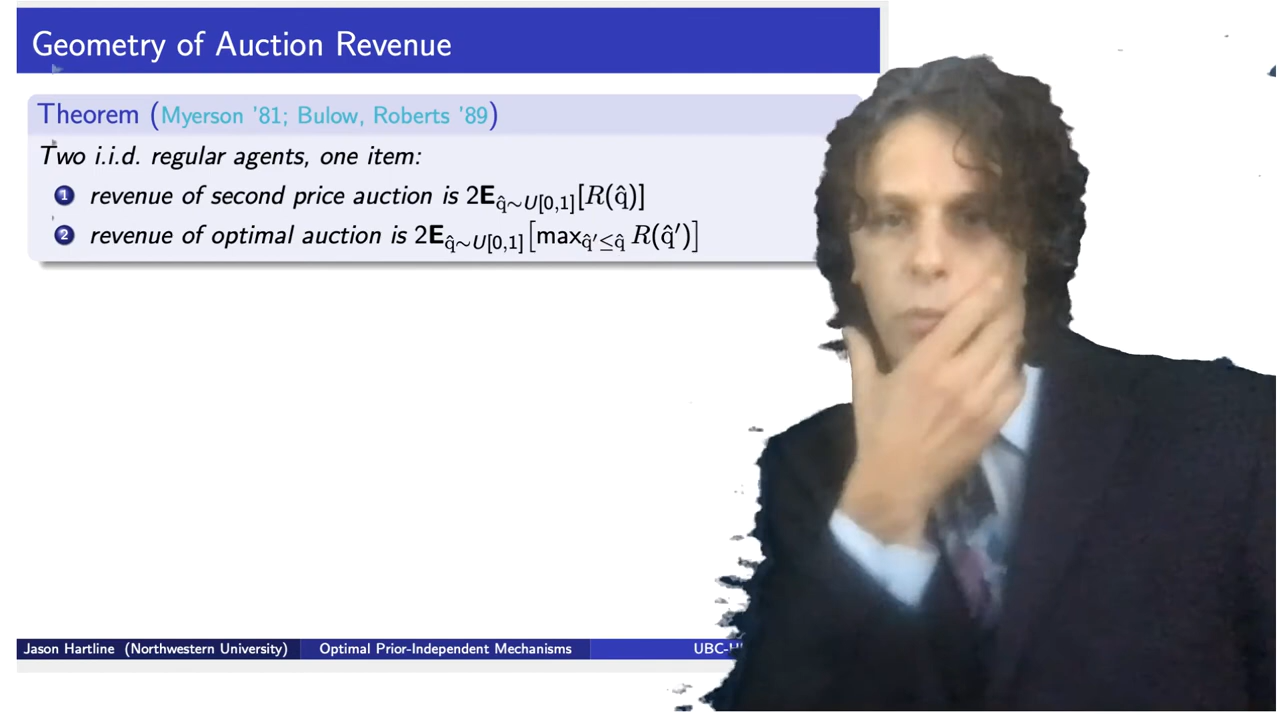 Geometry of Auction Revenue
Theorem (Myerson '81; Bulow, Roberts '89)
Two i.i.d. regular agents, one item:
1 revenue of second price auction is 2E_{q̂∼U[0,1]}[R(q̂)]
2 revenue of optimal auction is 2E_{q̂∼U[0,1]}[max_{q̂′≤q̂} R(q̂′)]
Jason Hartline (Northwestern University) Optimal Prior-Independent Mechanisms